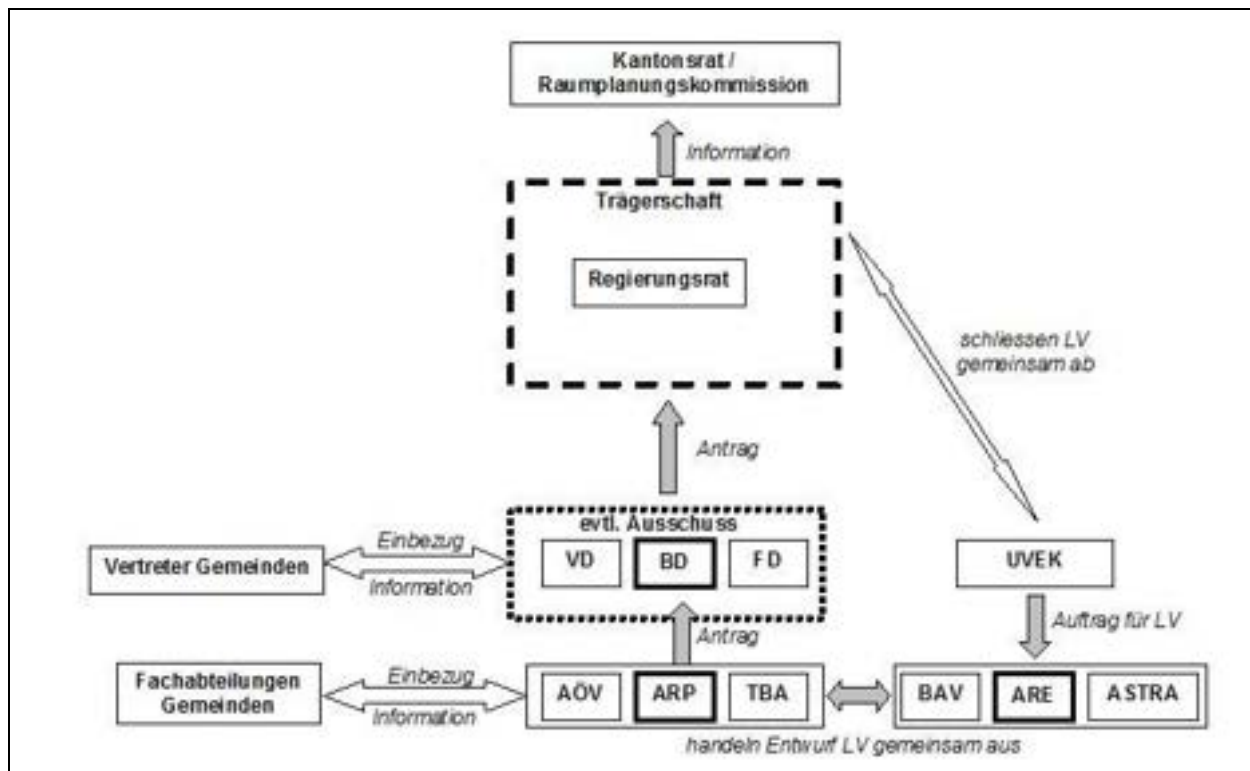 Kantonsrat /
Raumplanungskommission
Information
Trägerschaft
Regierungsrat
schliessen LV
gemeinsam ab
Antrag
evtl. Ausschuss
VD
BD
FD
Einbezug
Vertreter Gemeinden
Information
UVEK
Auftrag für LV
Antrag
Fachabteilungen
Gemeinden
Einbezug
Information
AÖV
ARP
TBA
BAV
ARE
ASTRA
handeln Entwurf LV gemeinsam aus